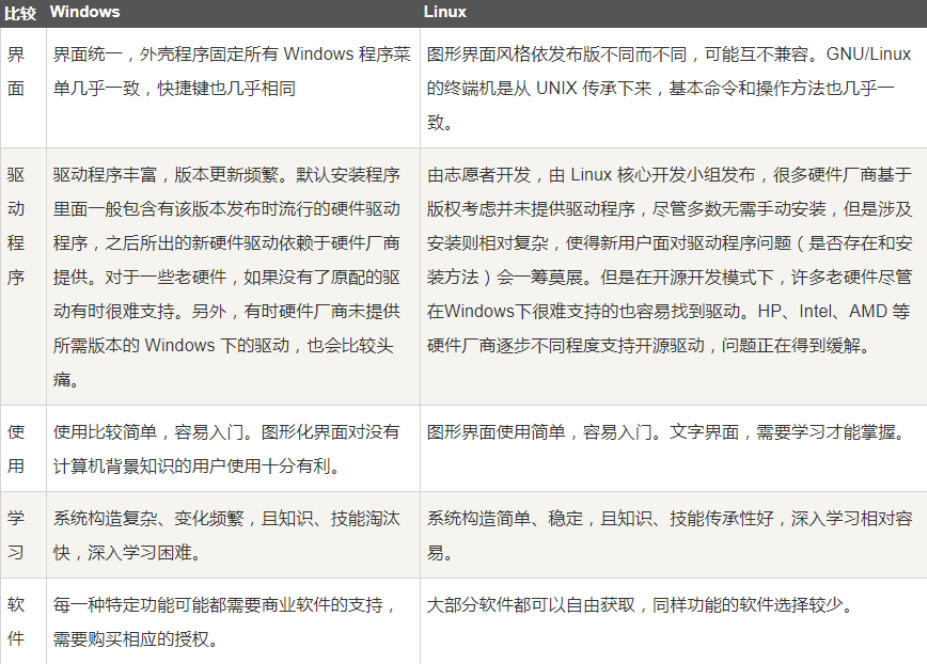 比较 Windows Linux
界面
界面统一，外壳程序固定所有 Windows 程序菜
单几乎一致，快捷键也几乎相同
图形界面风格依发布版不同而不同，可能互不兼容。GNU/Linux
的终端机是从 UNIX 传承下来，基本命令和操作方法也几乎一
致。
驱动程序
驱动程序丰富，版本更新频繁。默认安装程序
里面一般包含有该版本发布时流行的硬件驱动
程序，之后所出的新硬件驱动依赖于硬件厂商
提供。对于一些老硬件，如果没有了原配的驱
动有时很难支持。另外，有时硬件厂商未提供
所需版本的 Windows 下的驱动，也会比较头
痛。
由志愿者开发，由 Linux 核心开发小组发布，很多硬件厂商基于
版权考虑并未提供驱动程序，尽管多数无需手动安装，但是涉及
安装则相对复杂，使得新用户面对驱动程序问题（是否存在和安
装方法）会一筹莫展。但是在开源开发模式下，许多老硬件尽管
在Windows下很难支持的也容易找到驱动。HP、Intel、AMD 等
硬件厂商逐步不同程度支持开源驱动，问题正在得到缓解。
使用
使用比较简单，容易入门。图形化界面对没有
计算机背景知识的用户使用十分有利。
图形界面使用简单，容易入门。文字界面，需要学习才能掌握。
学习
系统构造复杂、变化频繁，且知识、技能淘汰
快，深入学习困难。
系统构造简单、稳定，且知识、技能传承性好，深入学习相对容
易。
软件
每一种特定功能可能都需要商业软件的支持，
需要购买相应的授权。
大部分软件都可以自由获取，同样功能的软件选择较少。